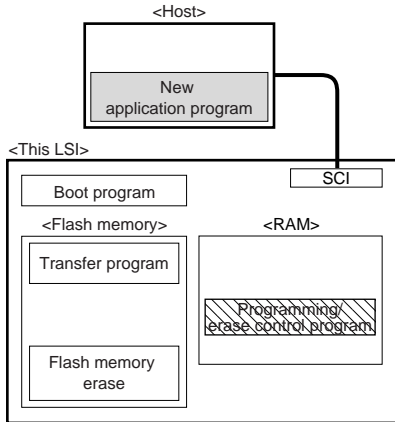 <Host>
New
application program
<This LSI>
SCI
Boot program
<Flash memory>
<RAM>
Transfer program
Programming/
erase control program
Flash memory
erase